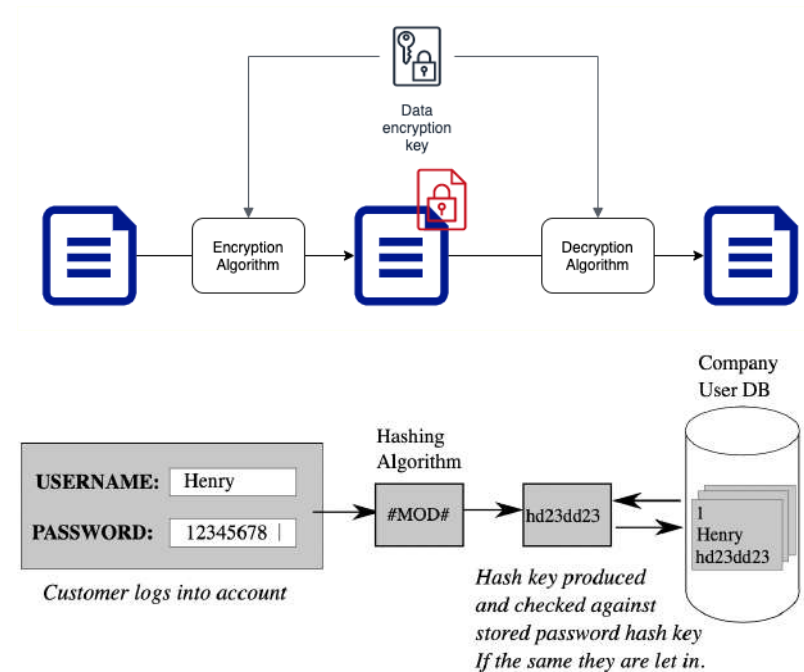 Data
encryption
key
Encryption
Algorithm
Decryption
Algorithm
Company
User DB
Hashing
Algorithm
USERNAME: Henry
PASSWORD: 12345678 |
#MOD#
hd23dd23
1
Henry
hd23dd23
Customer logs into account
Hash key produced
and checked against
stored password hash key
If the same they are let in.